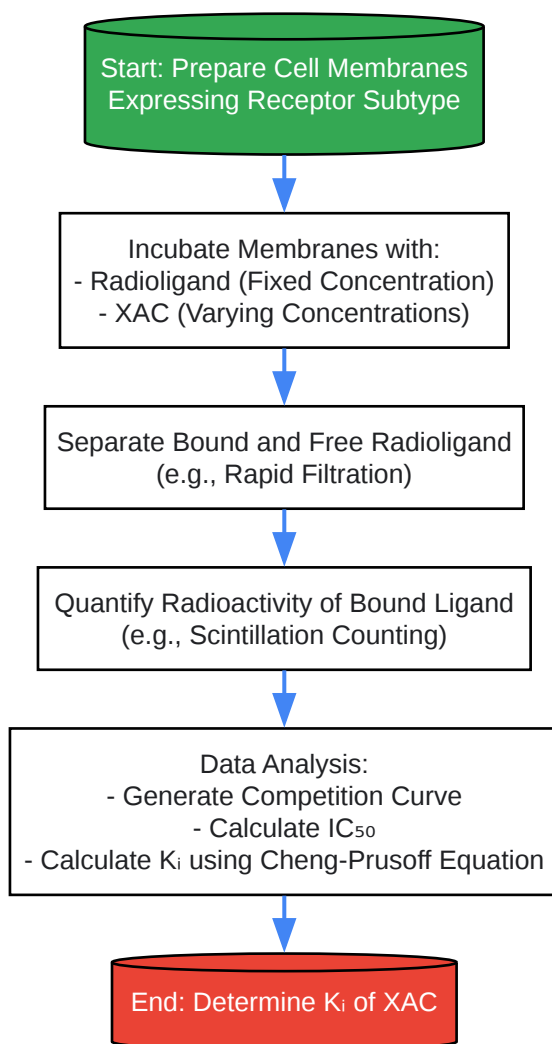 Start: Prepare Cell Membranes
Expressing Receptor Subtype
Incubate Membranes with:
- Radioligand (Fixed Concentration)
- XAC (Varying Concentrations)
Separate Bound and Free Radioligand
(e.g., Rapid Filtration)
Quantify Radioactivity of Bound Ligand
(e.g., Scintillation Counting)
Data Analysis:
- Generate Competition Curve
- Calculate IC₅₀
- Calculate Kᵢ using Cheng-Prusoff Equation
End: Determine Kᵢ of XAC